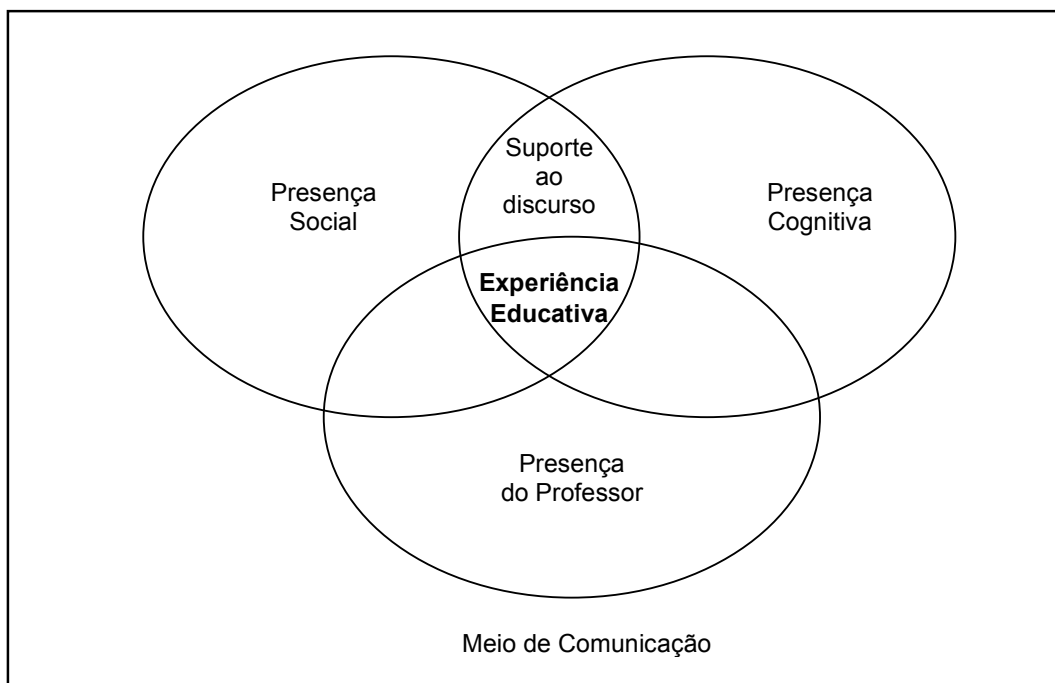 Suporte
ao
discurso
Presença
Social
Presença
Cognitiva
Experiência
Educativa
Presença
do Professor
Meio de Comunicação